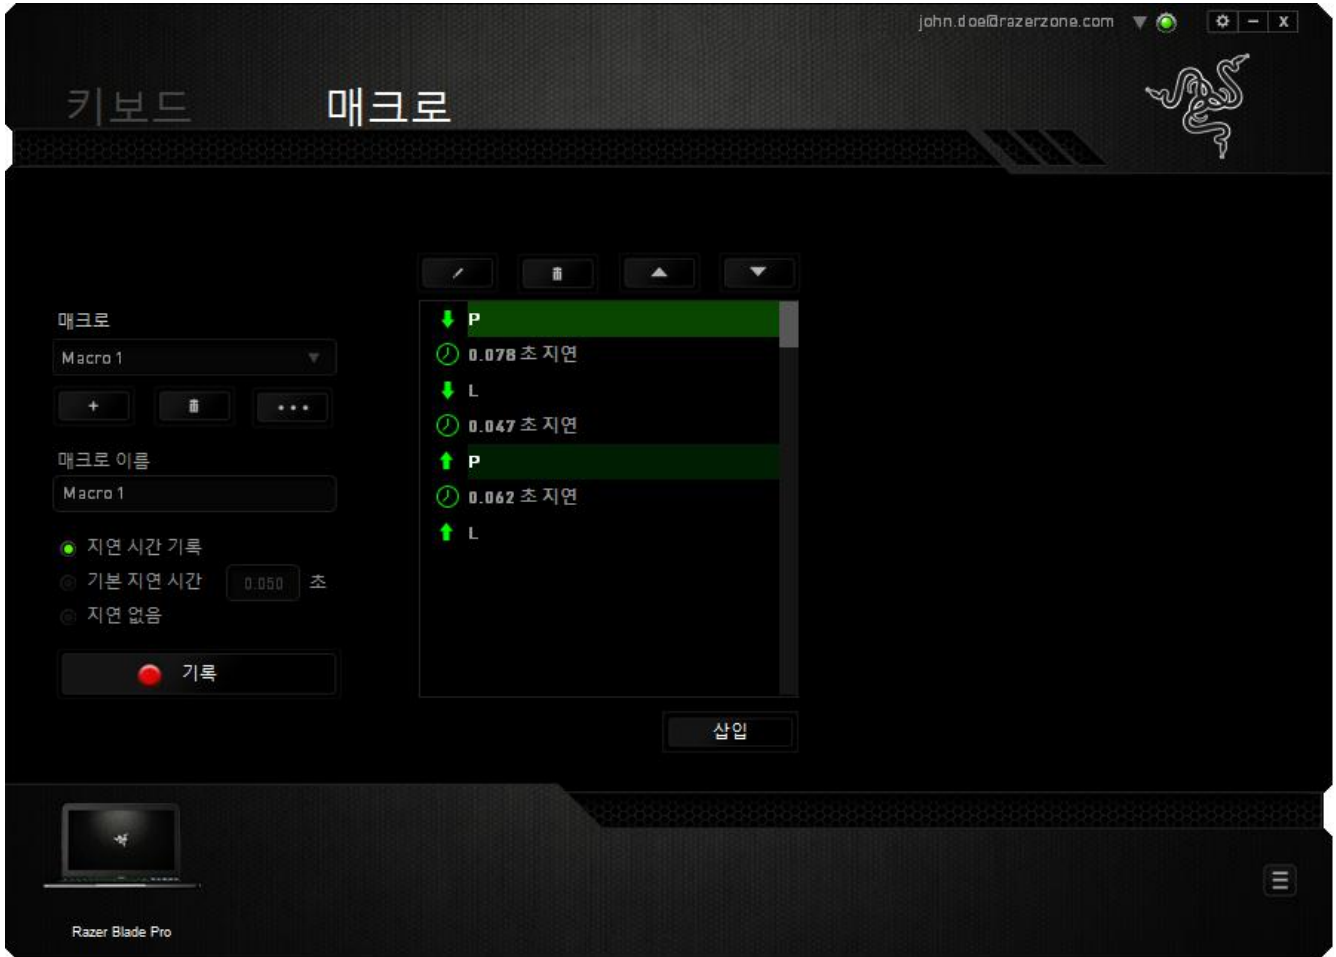 john.doe@razerzone.com
키보드 매크로
매크로
Macro 1
매크로 이름
Macro 1
지연 시간 기록
기본 지연 시간 0.050 초
지연 없음
기록
P
0.078 초 지연
L
0.047 초 지연
P
0.062 초 지연
L
삽입
Razer Blade Pro